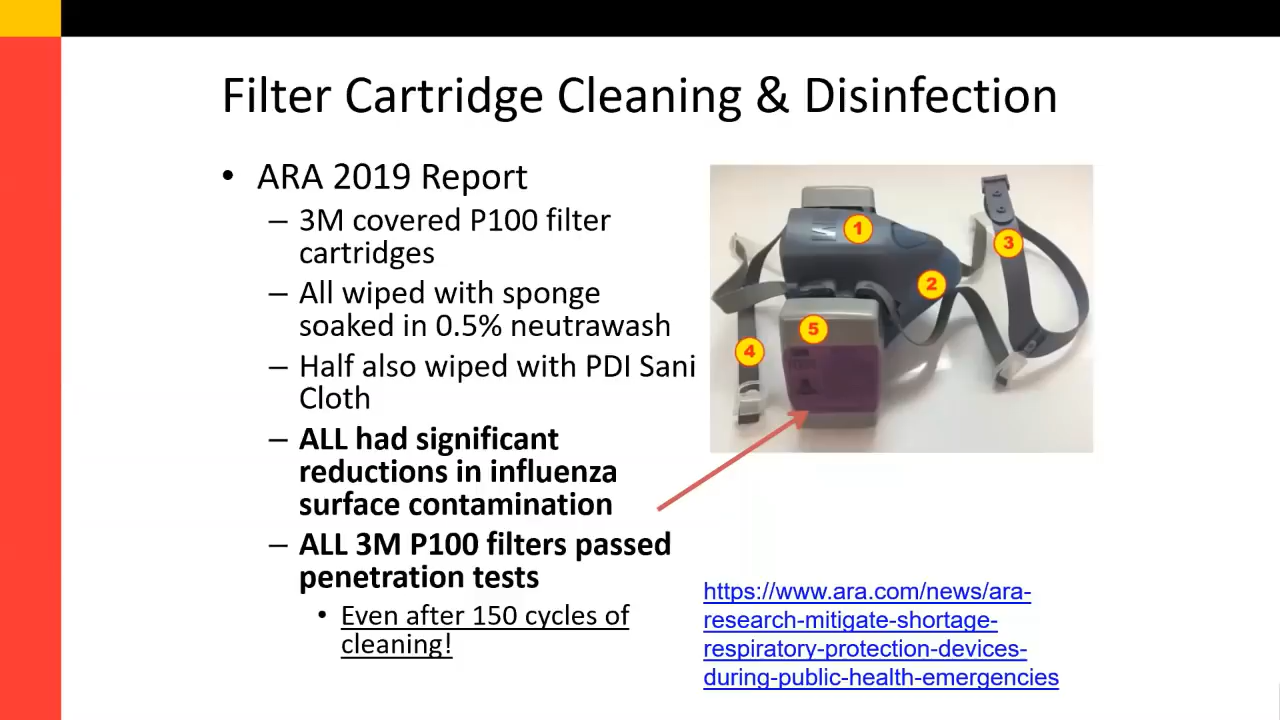 Filter Cartridge Cleaning & Disinfection
• ARA 2019 Report
– 3M covered P100 filter
cartridges
– All wiped with sponge
soaked in 0.5% neutrawash
– Half also wiped with PDI Sani
Cloth
– ALL had significant
reductions in influenza
surface contamination
– ALL 3M P100 filters passed
penetration tests
• Even after 150 cycles of
cleaning!
1
2
3
4
5
https://www.ara.com/news/ara-
research-mitigate-shortage-
respiratory-protection-devices-
during-public-health-emergencies